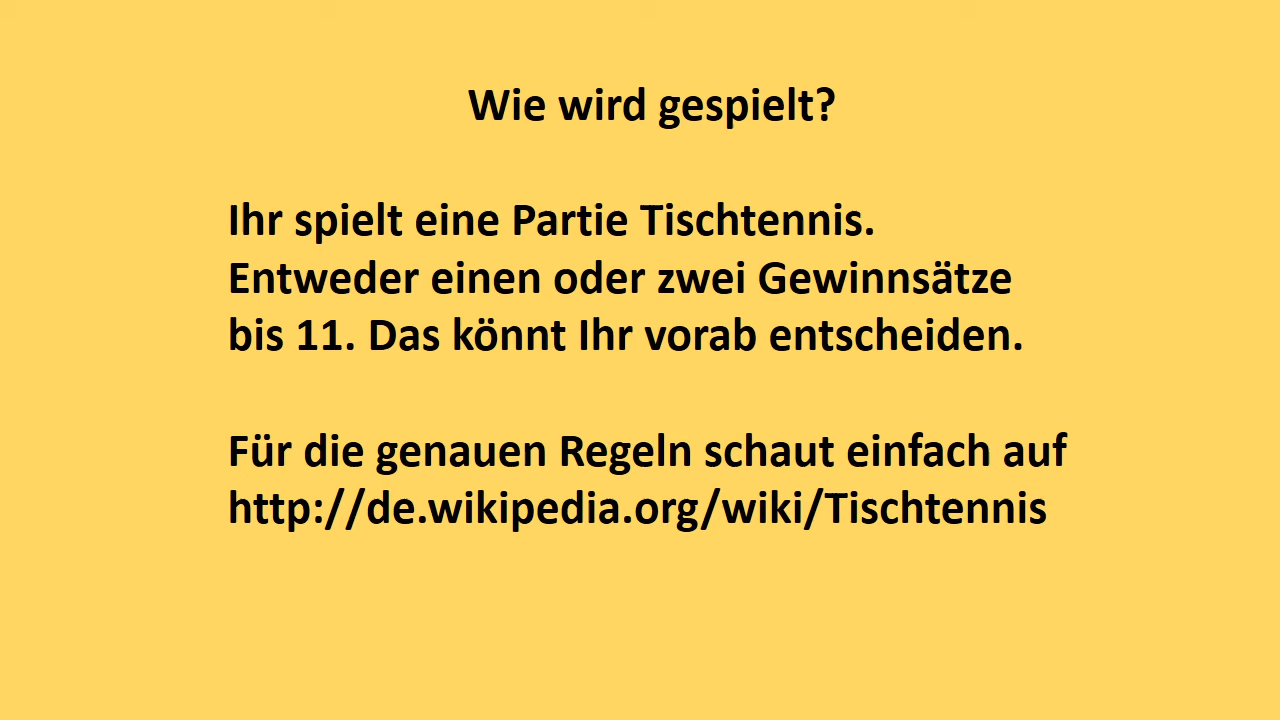 Wie wird gespielt?
Ihr spielt eine Partie Tischtennis.
Entweder einen oder zwei Gewinnsätze
bis 11. Das könnt Ihr vorab entscheiden.
Für die genauen Regeln schaut einfach auf
http://de.wikipedia.org/wiki/Tischtennis